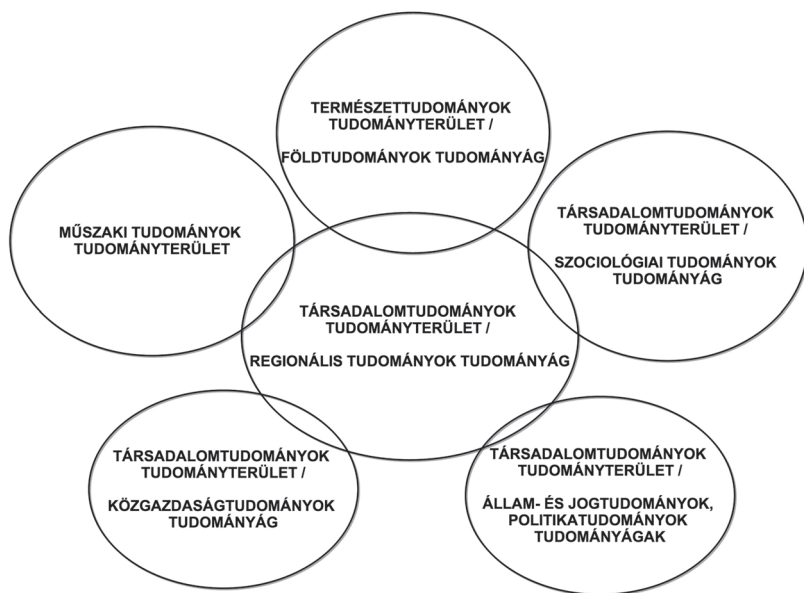 TERMÉSZETTUDOMÁNYOK
TUDOMÁNYTERÜLET /
FÖLDTUDOMÁNYOK TUDOMÁNYÁG
MŰSZAKI TUDOMÁNYOK
TUDOMÁNYTERÜLET
TÁRSADALOMTUDOMÁNYOK
TUDOMÁNYTERÜLET /
SZOCIOLÓGIAI TUDOMÁNYOK
TUDOMÁNYÁG
TÁRSADALOMTUDOMÁNYOK
TUDOMÁNYTERÜLET /
REGIONÁLIS TUDOMÁNYOK TUDOMÁNYÁG
TÁRSADALOMTUDOMÁNYOK
TUDOMÁNYTERÜLET /
KÖZGAZDASÁGTUDOMÁNYOK
TUDOMÁNYÁG
TÁRSADALOMTUDOMÁNYOK
TUDOMÁNYTERÜLET /
ÁLLAM- ÉS JOGTUDOMÁNYOK,
POLITIKATUDOMÁNYOK
TUDOMÁNYÁGAK